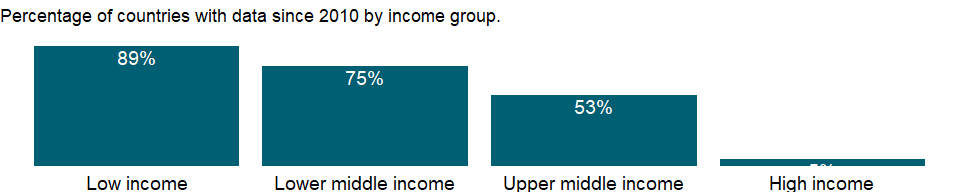 Percentage of countries with data since 2010 by income group.
89%
75%
53%
Low income
Lower middle income
Upper middle income
High income